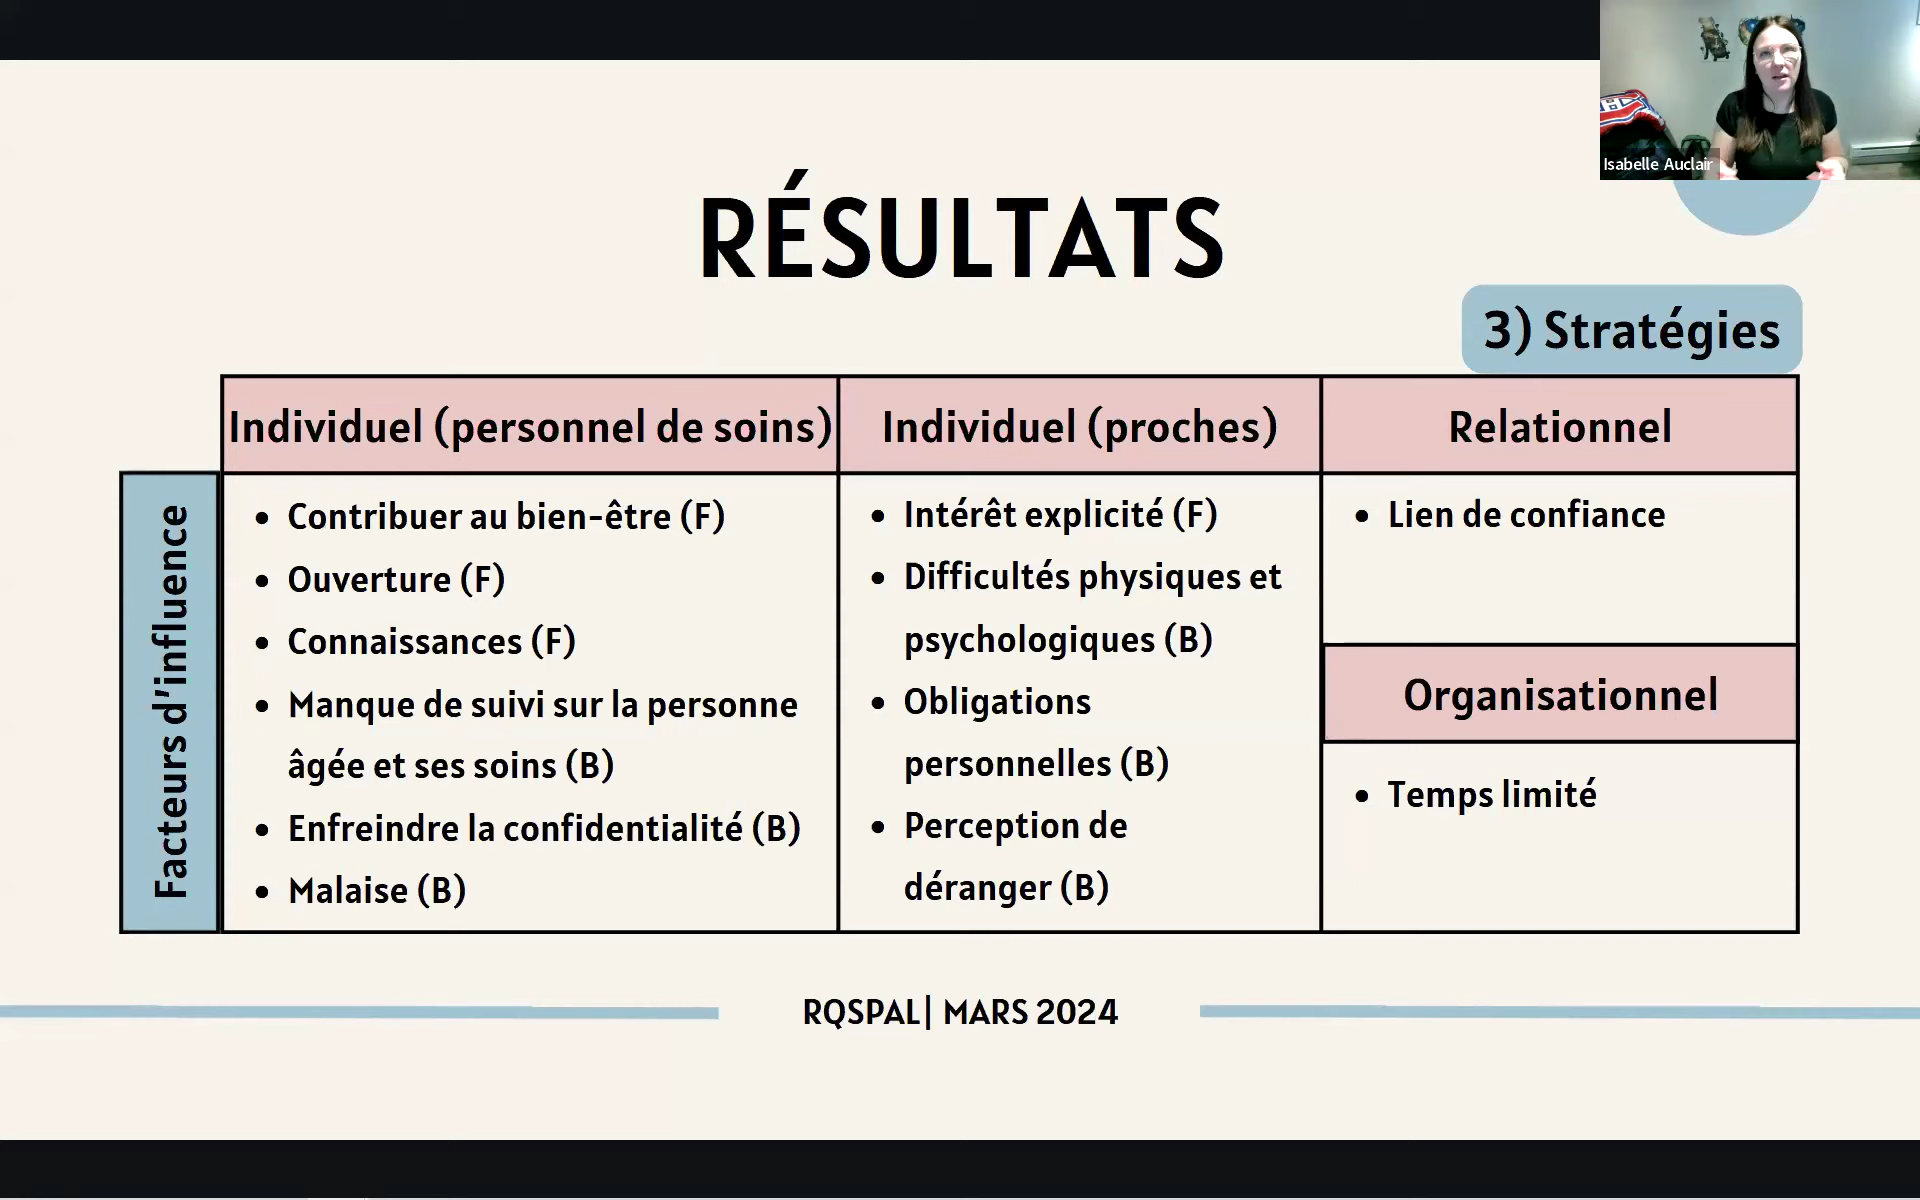 Isabelle Auclair
RÉSULTATS
3) Stratégies
Individuel (personnel de soins)
Individuel (proches)
Relationnel
Facteurs d'influence
• Contribuer au bien-être (F)
• Ouverture (F)
• Connaissances (F)
• Manque de suivi sur la personne
âgée et ses soins (B)
• Enfreindre la confidentialité (B)
• Malaise (B)
• Intérêt explicité (F)
• Difficultés physiques et
psychologiques (B)
• Obligations
personnelles (B)
• Perception de
déranger (B)
• Lien de confiance
Organisationnel
• Temps limité
RQSPAL| MARS 2024